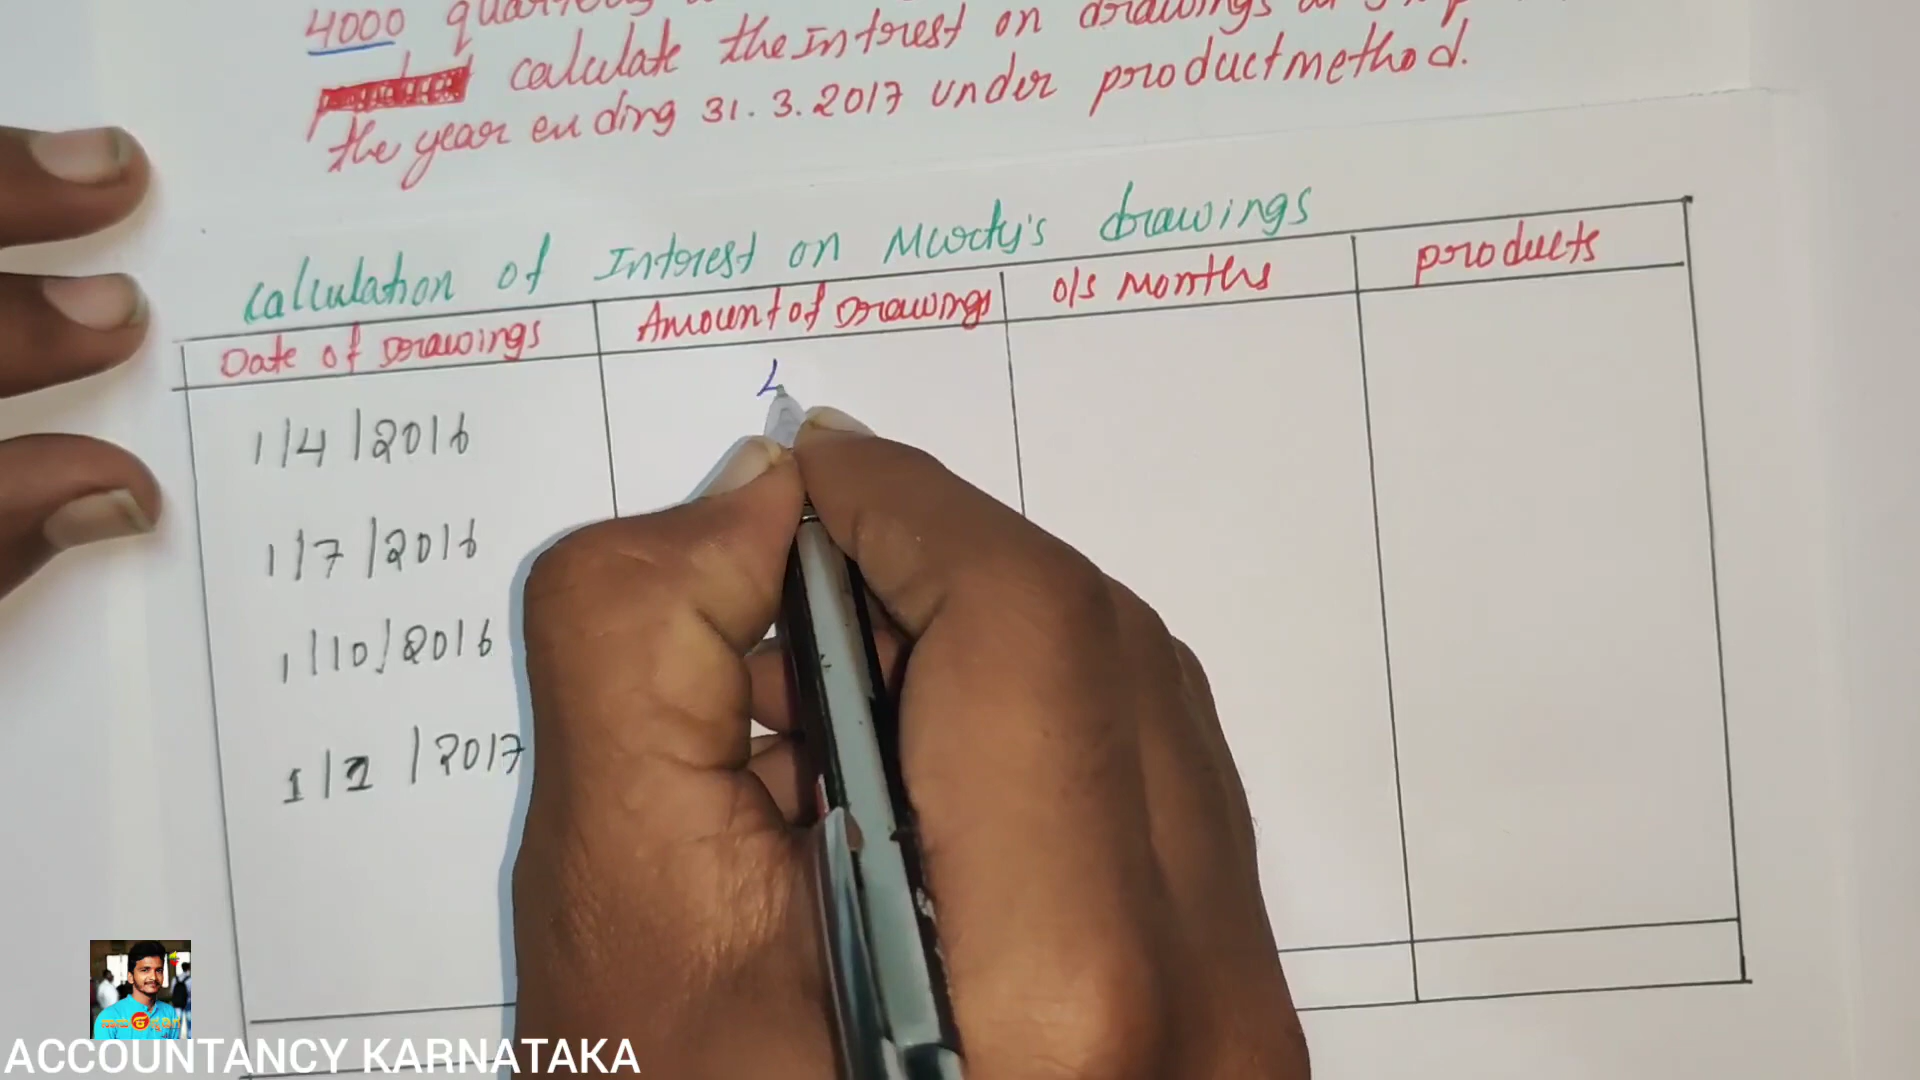 4000
calculate the Interest on drawings
the year ending 31.3.2017 under product method.
Calculation of Interest on Murty's drawings
Date of Drawings
Amount of Drawings
o/s Months
products
1/4/2016
1/7/2016
1/10/2016
1/1/2017
ACCOUNTANCY KARNATAKA